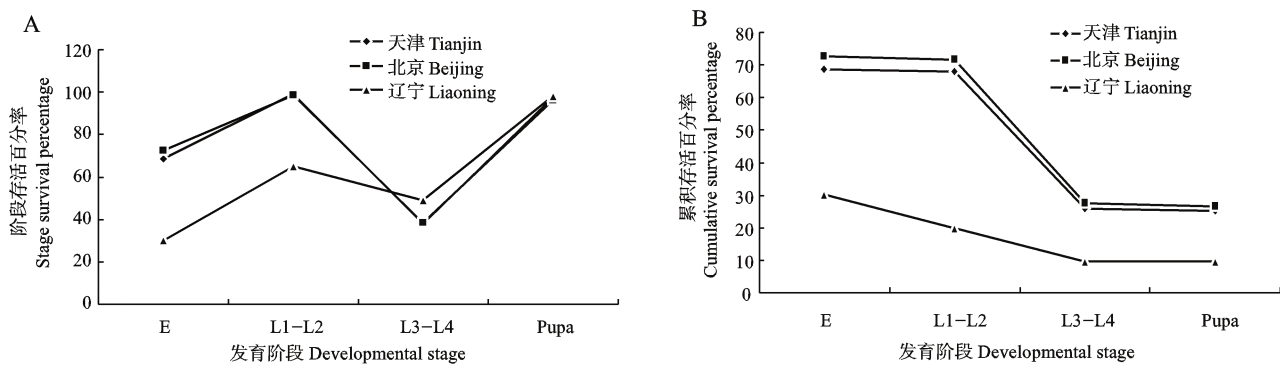 A
阶段存活百分率
Stage survival percentage
120
100
80
60
40
20
0
天津 Tianjin
北京 Beijing
辽宁 Liaoning
E
L1−L2
L3−L4
Pupa
发育阶段 Developmental stage
B
累积存活百分率
Cumulative survival percentage
80
70
60
50
40
30
20
10
0
天津 Tianjin
北京 Beijing
辽宁 Liaoning
E
L1−L2
L3−L4
Pupa
发育阶段 Developmental stage